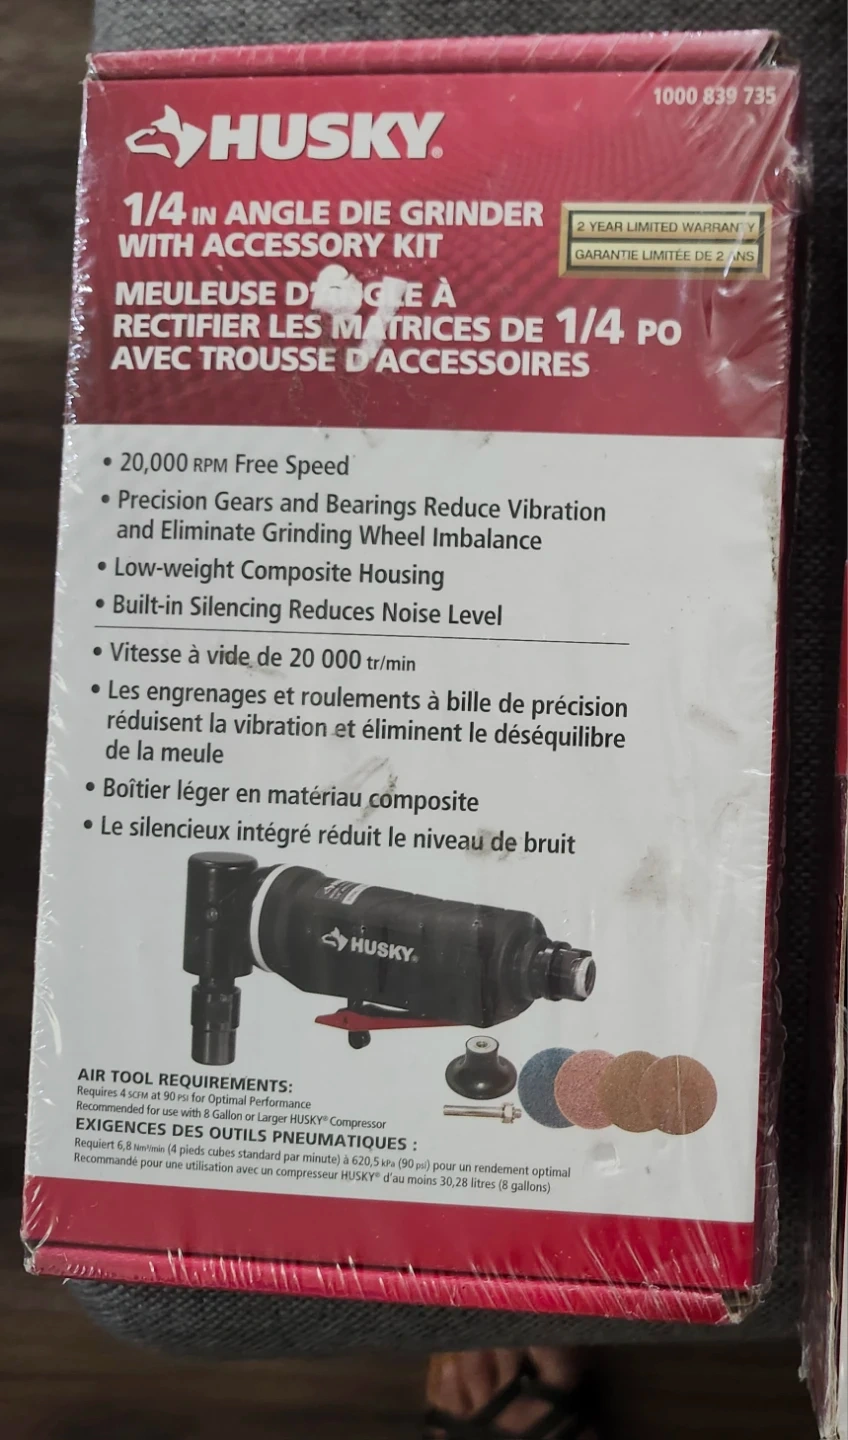 1000 839 735
HUSKY®
1/4 IN ANGLE DIE GRINDER
WITH ACCESSORY KIT
2 YEAR LIMITED WARRANTY
GARANTIE LIMITÉE DE 2 ANS
MEULEUSE D'ANGLE À
RECTIFIER LES MATRICES DE 1/4 PO
AVEC TROUSSE D'ACCESSOIRES
• 20,000 RPM Free Speed
• Precision Gears and Bearings Reduce Vibration
and Eliminate Grinding Wheel Imbalance
• Low-weight Composite Housing
• Built-in Silencing Reduces Noise Level
• Vitesse à vide de 20 000 tr/min
• Les engrenages et roulements à bille de précision
réduisent la vibration et éliminent le déséquilibre
de la meule
• Boîtier léger en matériau composite
• Le silencieux intégré réduit le niveau de bruit
HUSKY®
AIR TOOL REQUIREMENTS:
Requires 4 SCFM at 90 PSI for Optimal Performance
Recommended for use with 8 Gallon or Larger HUSKY® Compressor
EXIGENCES DES OUTILS PNEUMATIQUES :
Requiert 6,8 Nm³/min (4 pieds cubes standard par minute) à 620,5 kPa (90 psi) pour un rendement optimal
Recommandé pour une utilisation avec un compresseur HUSKY® d'au moins 30,28 litres (8 gallons)